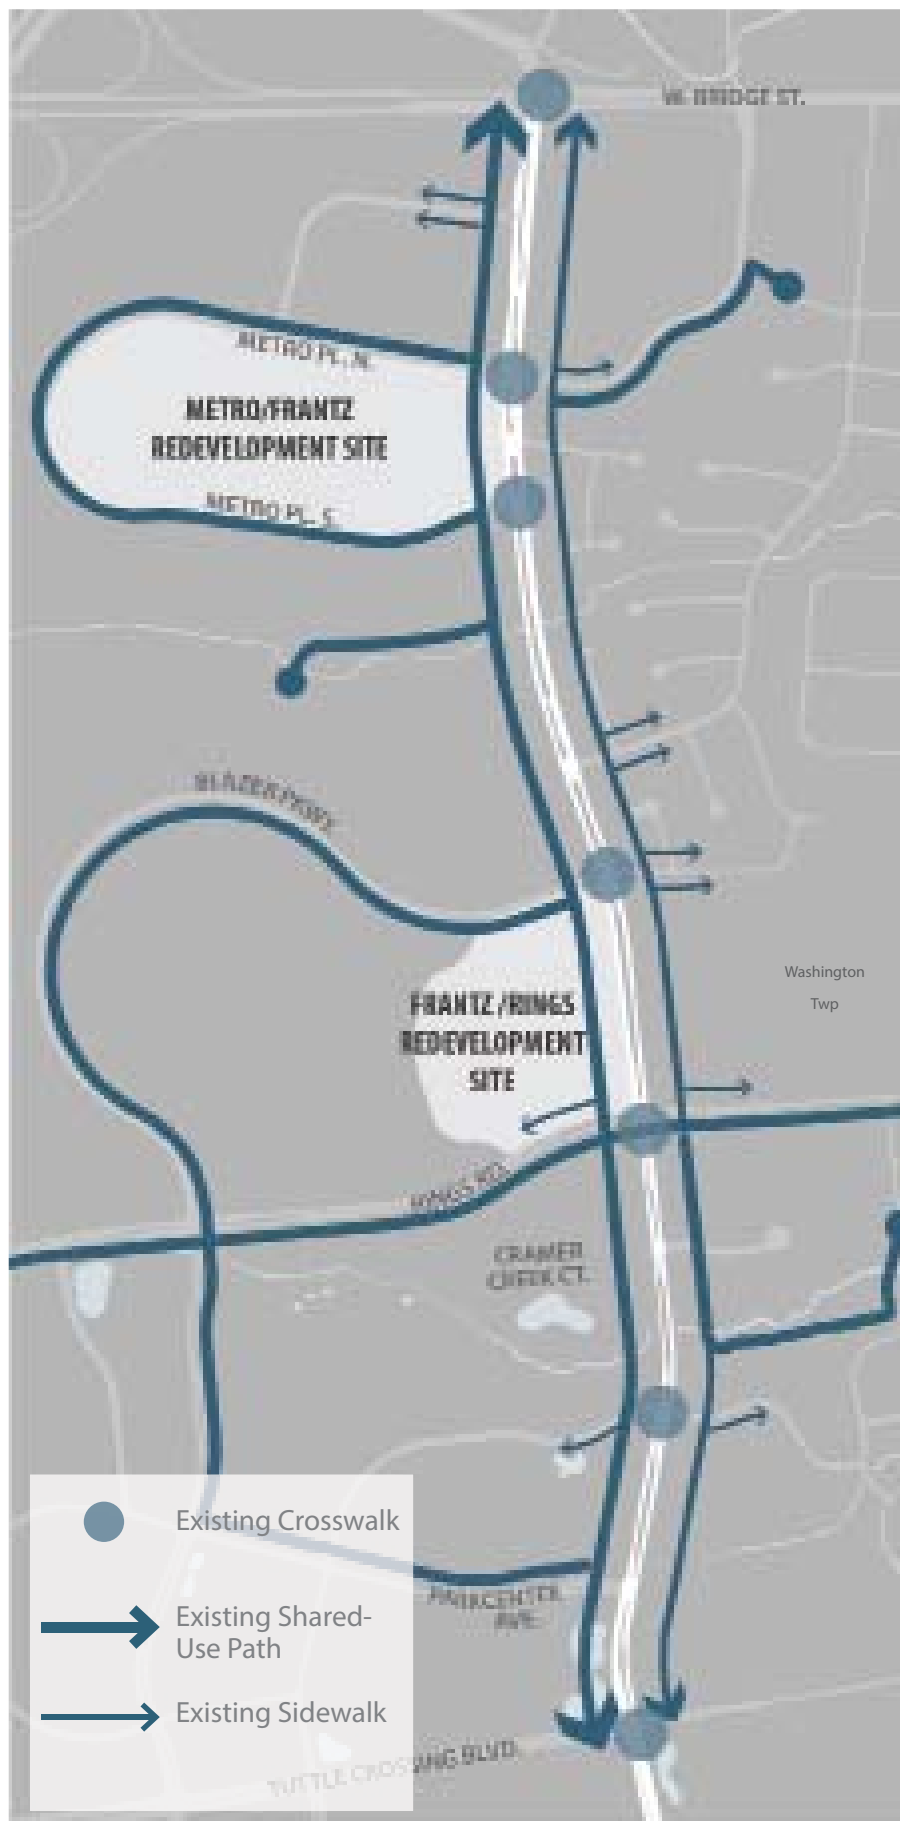 W. BRIDGE ST.
METRO PL. N.
METRO/FRANTZ
REDEVELOPMENT SITE
METRO PL. S.
BLAZER PKWY.
Washington
Twp
FRANTZ /RINGS
REDEVELOPMENT
SITE
RINGS RD.
CRAMER
CREEK CT.
Existing Crosswalk
Existing Shared-
Use Path
Existing Sidewalk
PARKCENTER
AVE.
TUTTLE CROSSING BLVD.